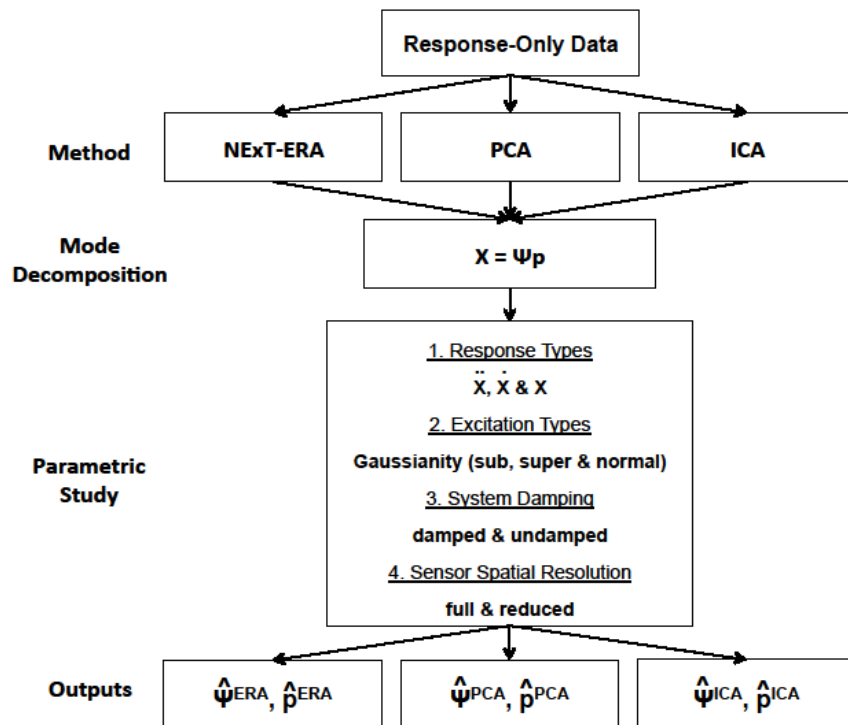 Response-Only Data
Method
NExT-ERA
PCA
ICA
Mode
Decomposition
X = Ψp
Parametric
Study
1. Response Types
Ẍ, Ẋ & X
2. Excitation Types
Gaussianity (sub, super & normal)
3. System Damping
damped & undamped
4. Sensor Spatial Resolution
full & reduced
Outputs
Ψ̂ᴱᴿᴬ, p̂ᴱᴿᴬ
Ψ̂ᴾᶜᴬ, p̂ᴾᶜᴬ
Ψ̂ᴵᶜᴬ, p̂ᴵᶜᴬ